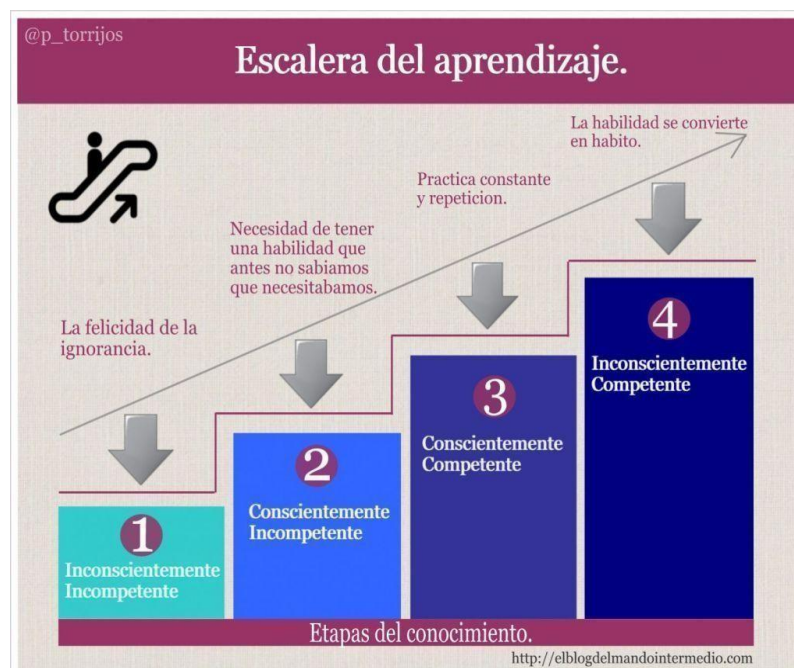 @p_torrijos
Escalera del aprendizaje.
La felicidad de la
ignorancia.
Necesidad de tener
una habilidad que
antes no sabiamos
que necesitabamos.
Practica constante
y repeticion.
La habilidad se convierte
en habito.
1
Inconscientemente
Incompetente
2
Conscientemente
Incompetente
3
Conscientemente
Competente
4
Inconscientemente
Competente
Etapas del conocimiento.
http://elblogdelmandointermedio.com